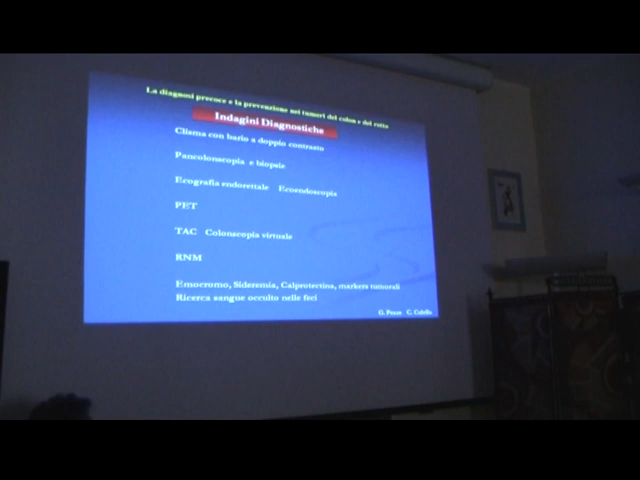 La diagnosi precoce e la prevenzione nei tumori del colon e del retto
Indagini Diagnostiche
Clisma con bario a doppio contrasto
Pancolonscopia e biopsie
Ecografia endorettale Ecoendoscopia
PET
TAC Colonscopia virtuale
RNM
Emocromo, Sideremia, Calprotectina, markers tumorali
Ricerca sangue occulto nelle feci
G. C.